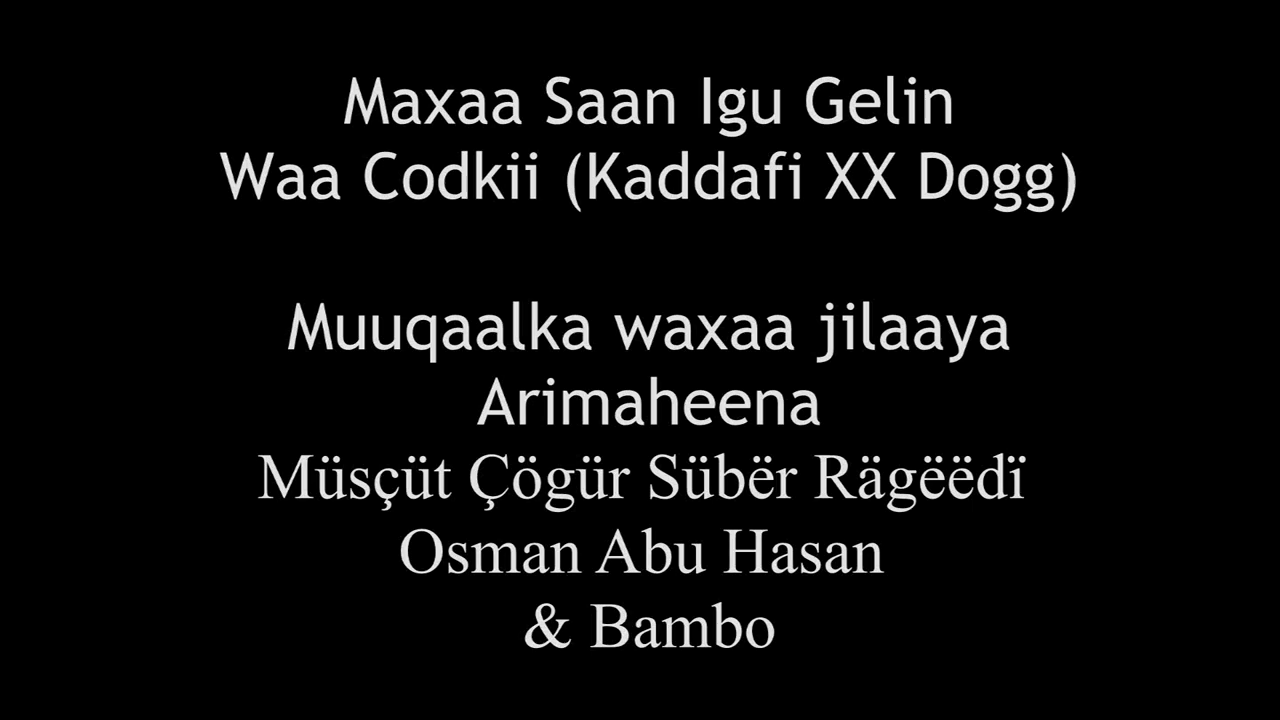 Maxaa Saan Igu Gelin
Waa Codkii (Kaddafi XX Dogg)
Muuqaalka waxaa jilaaya
Arimaheena
Müsçüt Çögür Sübër Rägëëdï
Osman Abu Hasan
& Bambo